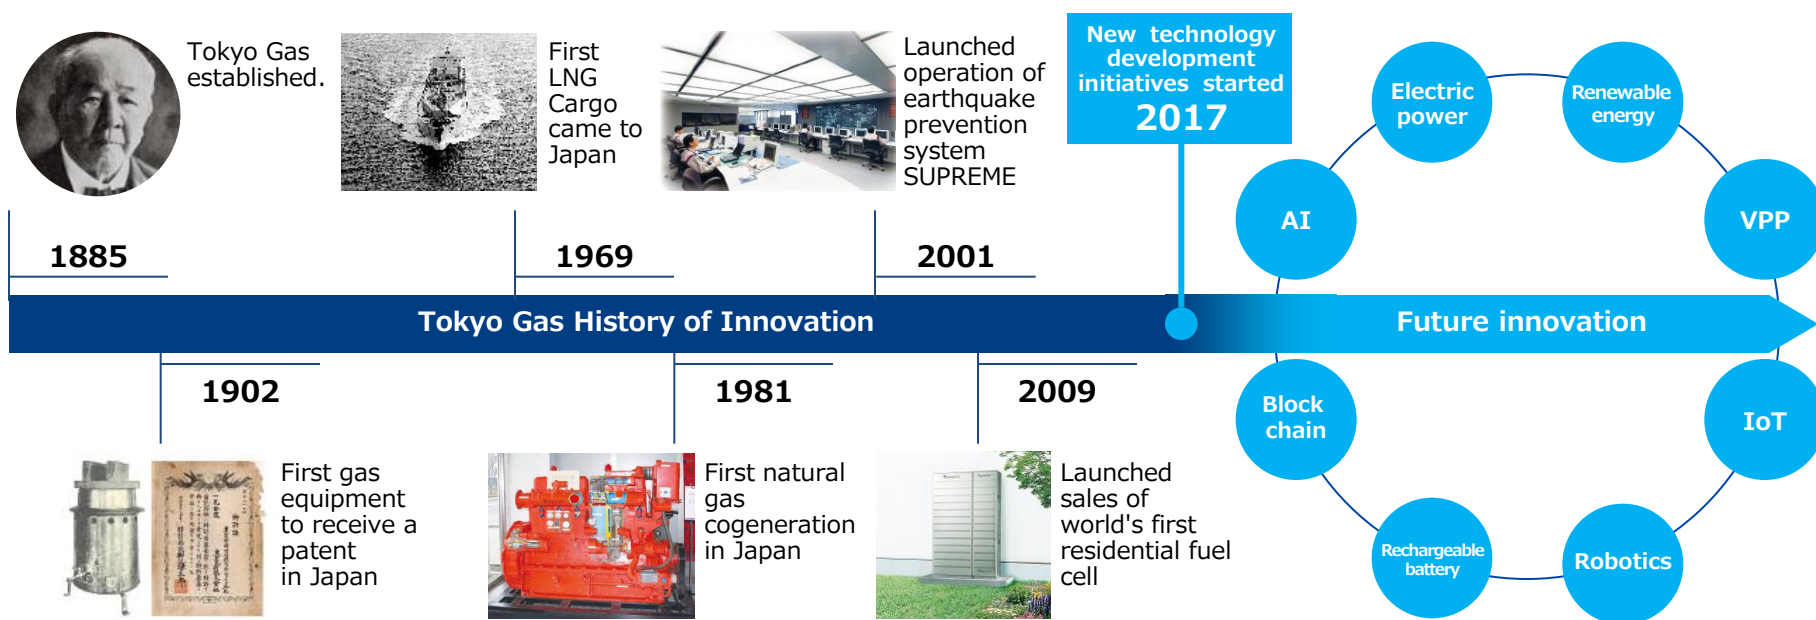 Tokyo Gas
established.
First
LNG
Cargo
came to
Japan
Launched
operation of
earthquake
prevention
system
SUPREME
New technology
development
initiatives started
2017
1885
1969
2001
Tokyo Gas History of Innovation
Future innovation
1902
1981
2009
First gas
equipment
to receive a
patent
in Japan
First natural
gas
cogeneration
in Japan
Launched
sales of
world's first
residential fuel
cell
Electric
power
Renewable
energy
AI
VPP
Block
chain
IoT
Rechargeable
battery
Robotics